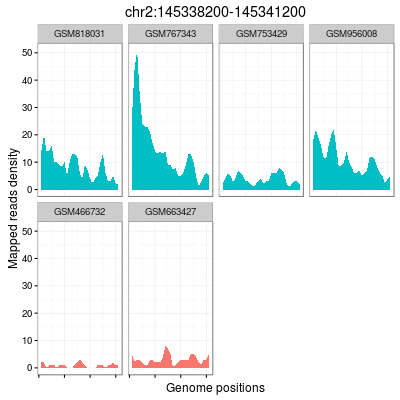 chr2:145338200-145341200
GSM818031 GSM767343 GSM753429 GSM956008
50
40
30
20
10
0
GSM466732 GSM663427
50
40
30
20
10
0
Mapped reads density
Genome positions